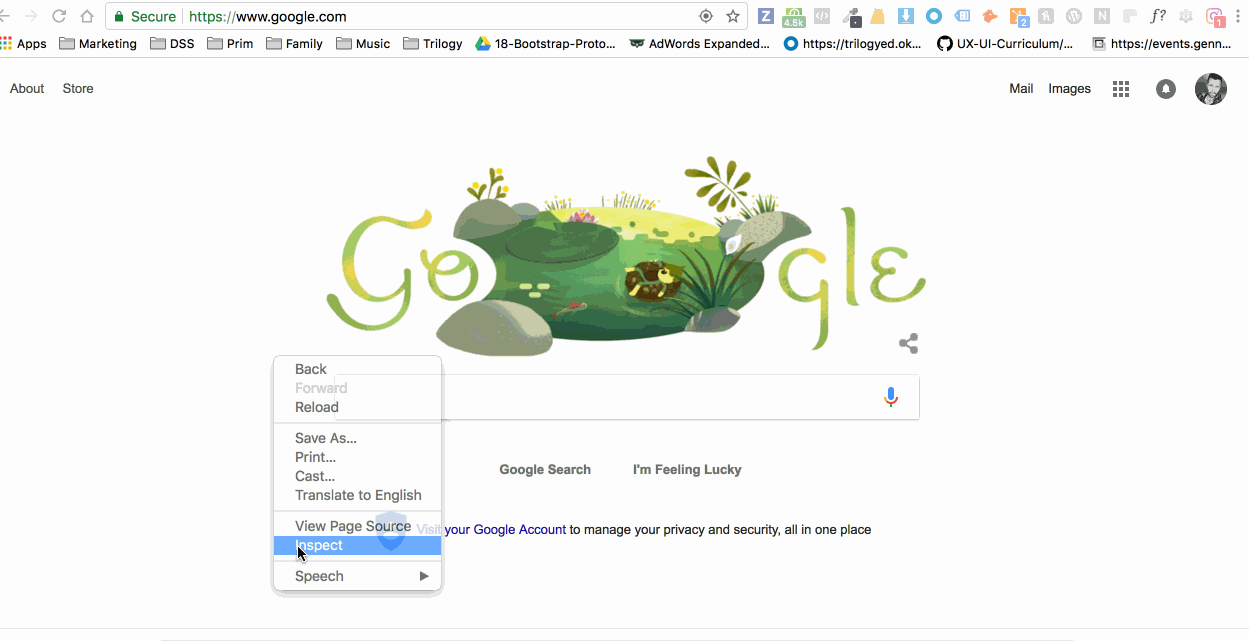 Secure https://www.google.com
4.5k
Z
</>
N
f?
2
1
Apps Marketing DSS Prim Family Music Trilogy 18-Bootstrap-Proto... AdWords Expanded... https://trilogyed.ok... UX-UI-Curriculum/... https://events.genn...
About Store Mail Images
Google
Back
Forward
Reload
Save As...
Print...
Cast...
Translate to English
View Page Source
Inspect
Speech
Google Search I'm Feeling Lucky
Visit your Google Account to manage your privacy and security, all in one place